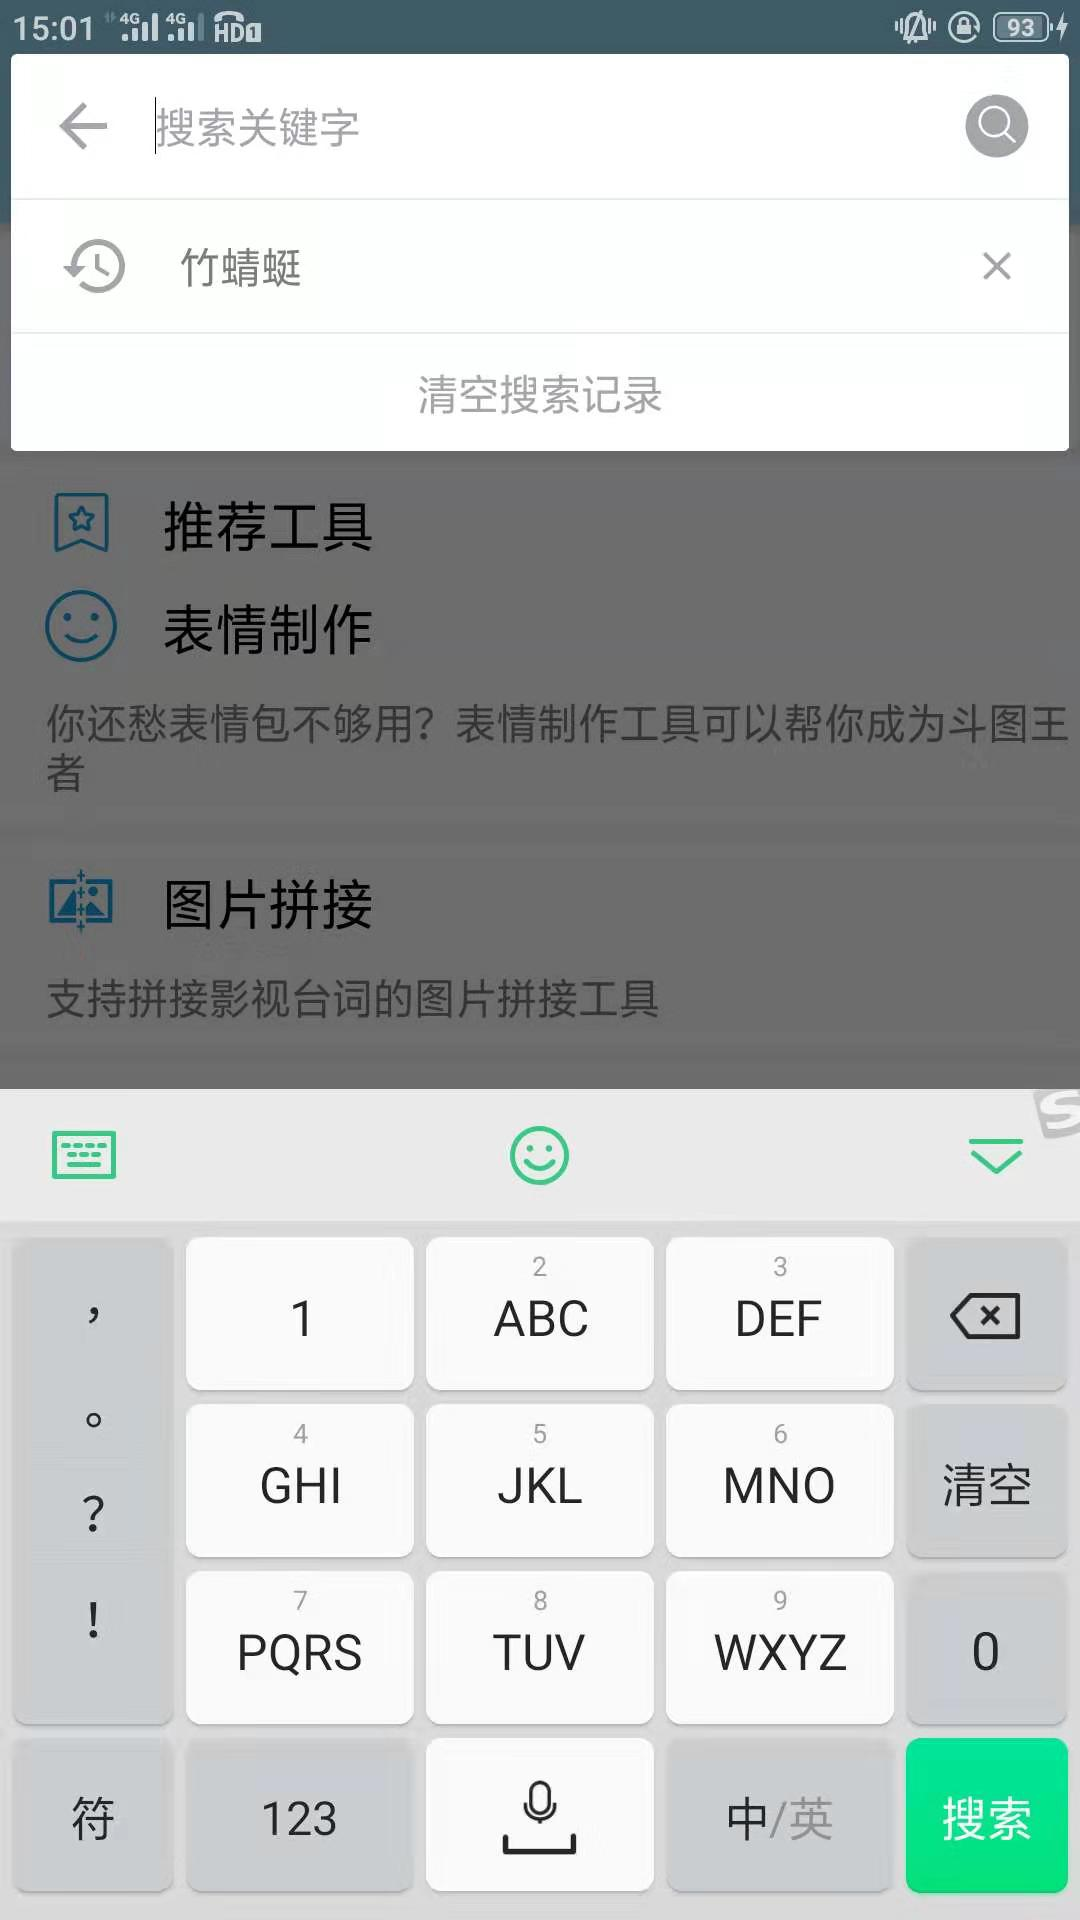 15:01 4G 4G HD1 93
搜索关键字
竹蜻蜓
清空搜索记录
推荐工具
表情制作
你还愁表情包不够用？表情制作工具可以帮你成为斗图王
者
图片拼接
支持拼接影视台词的图片拼接工具
S
， 1 2 ABC 3 DEF
。 4 GHI 5 JKL 6 MNO 清空
？
！ 7 PQRS 8 TUV 9 WXYZ 0
符 123 中/英 搜索